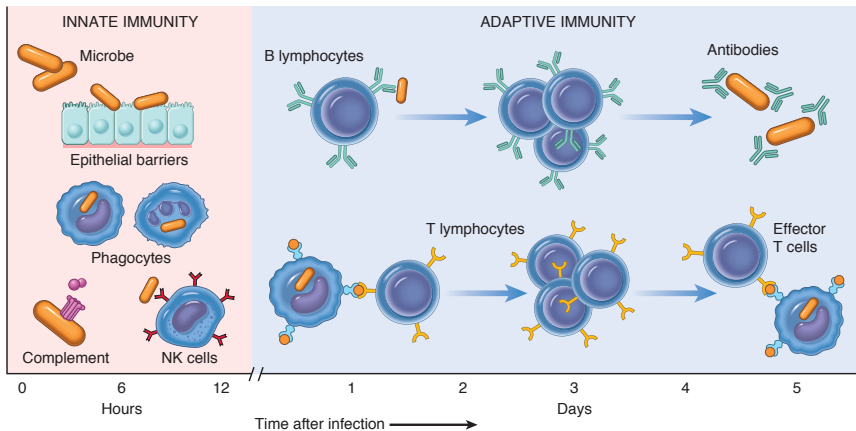 INNATE IMMUNITY
ADAPTIVE IMMUNITY
Microbe
Epithelial barriers
Phagocytes
Complement
NK cells
B lymphocytes
Antibodies
T lymphocytes
Effector
T cells
0 6 12
1 2 3 4 5
Hours
Days
Time after infection